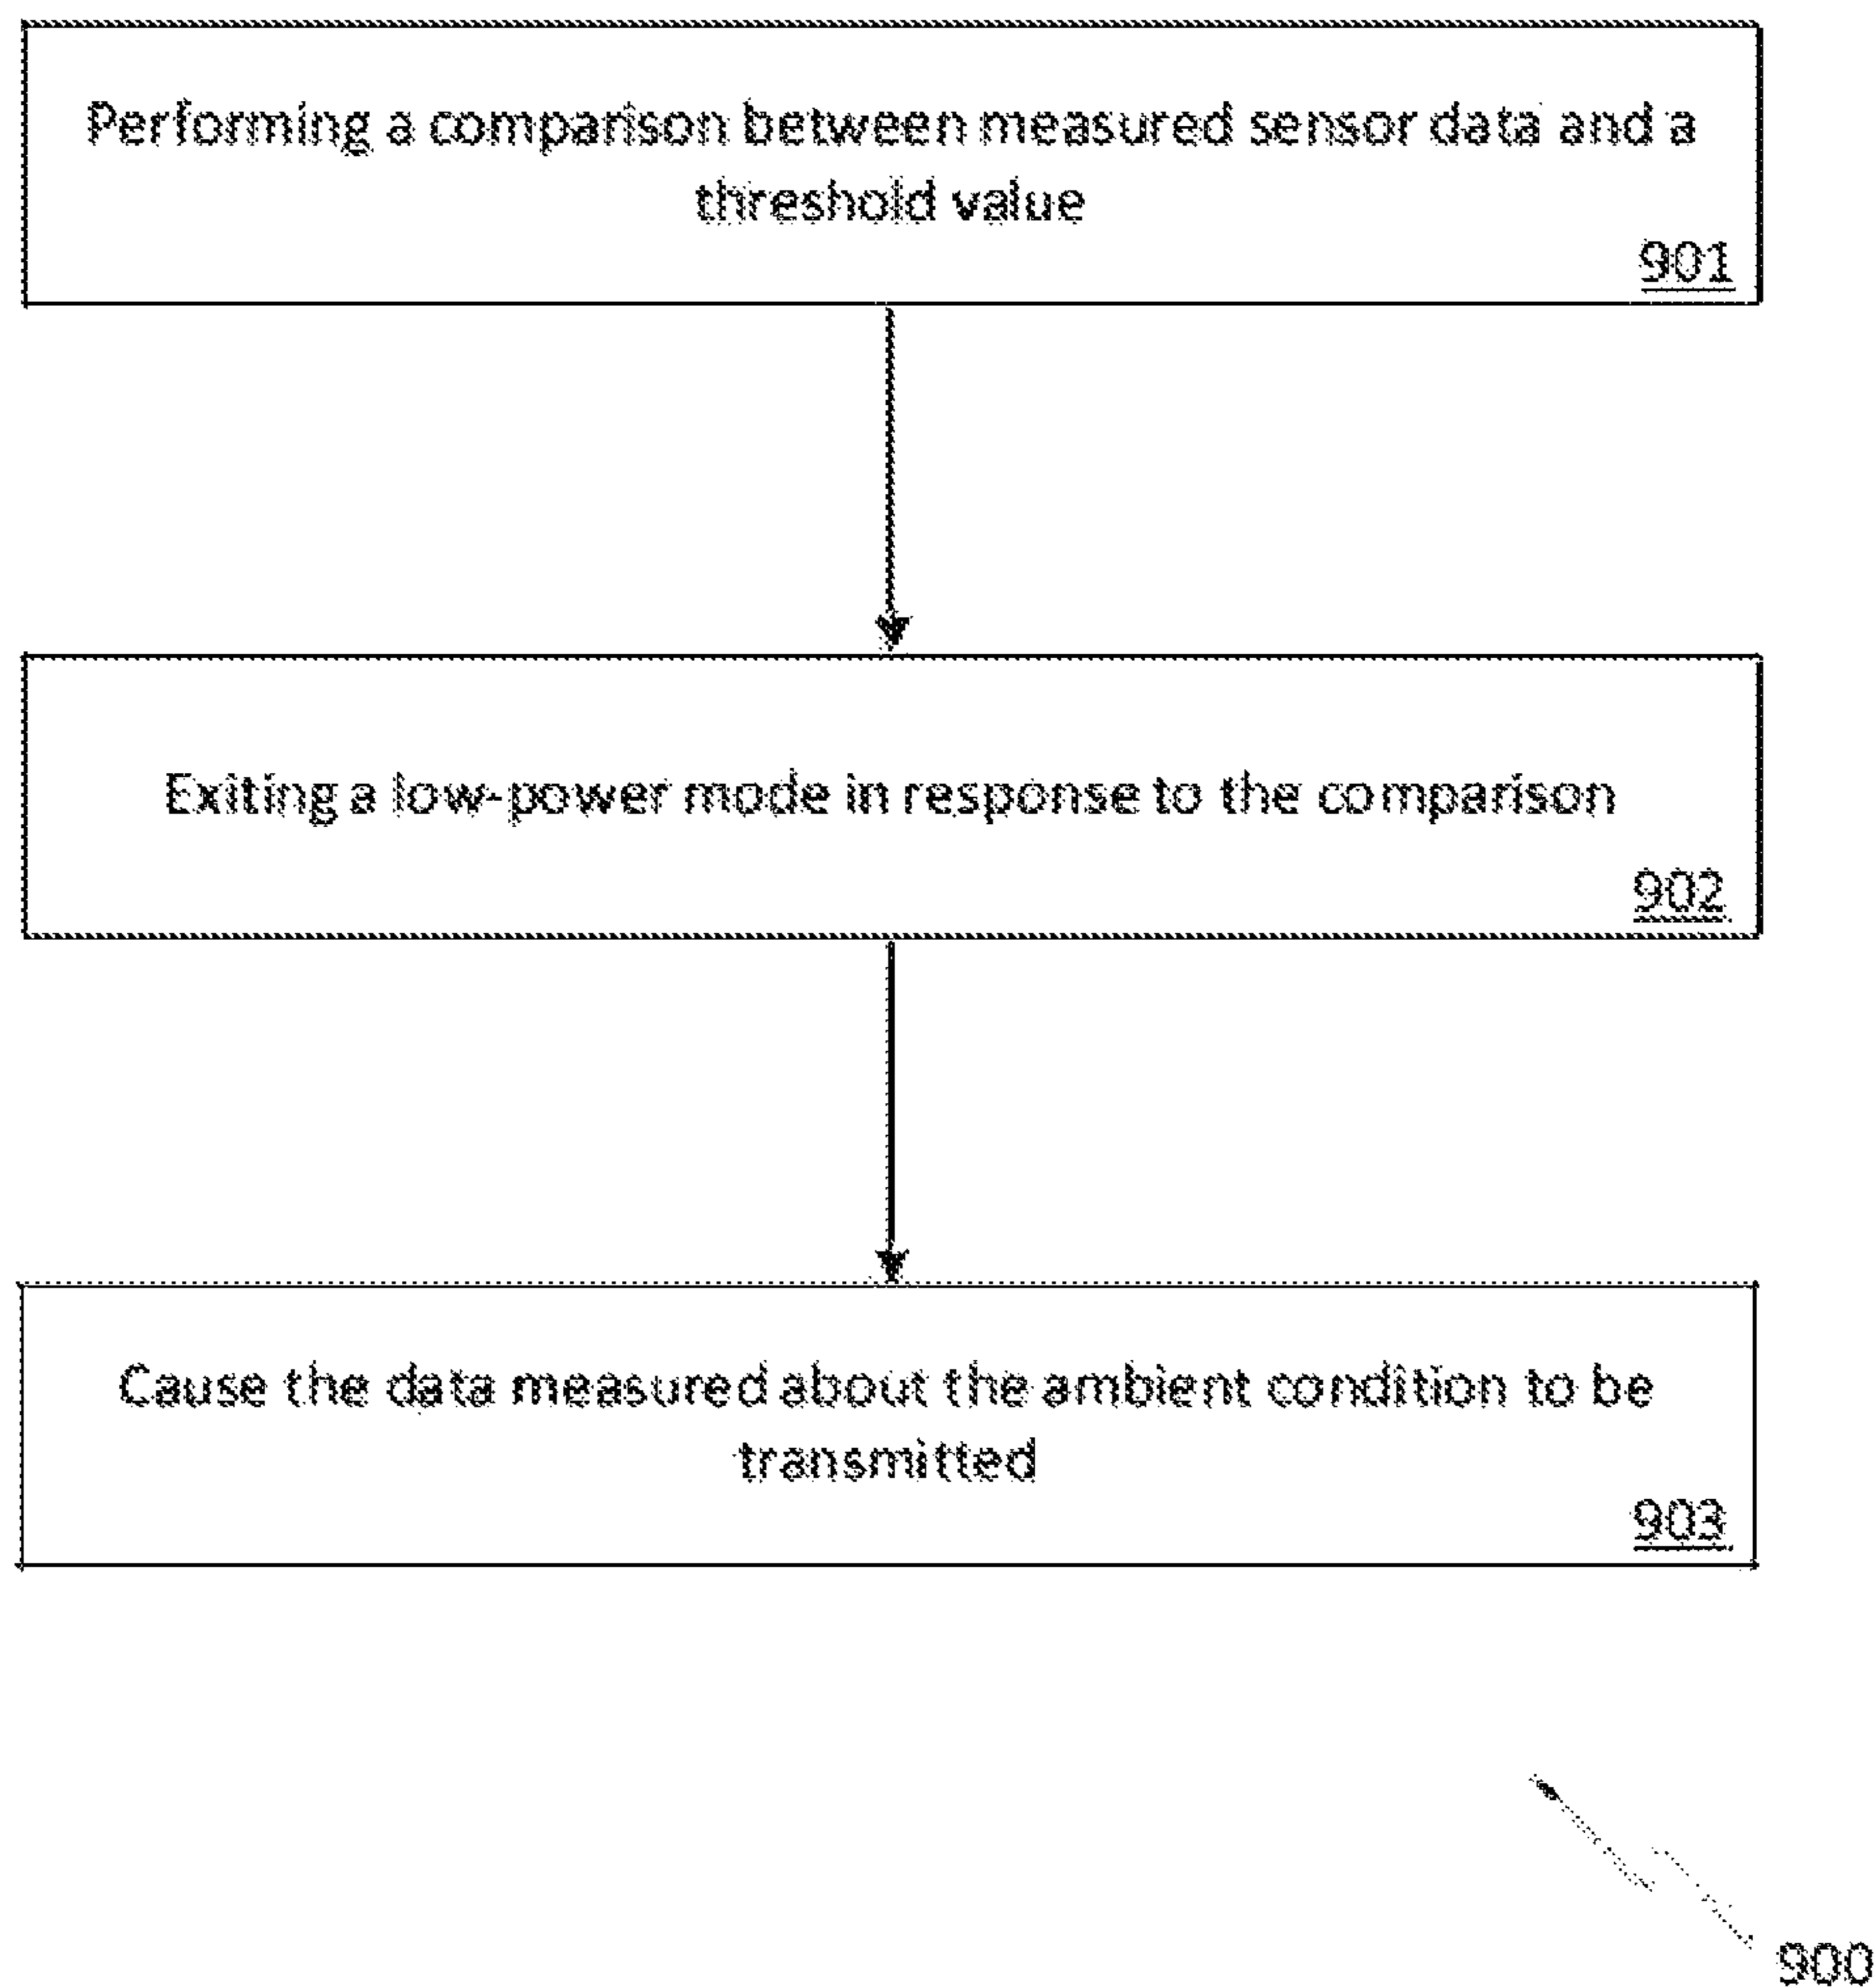 Performing a comparison between measured sensor data and a
threshold value
901
Exiting a low-power mode in response to the comparison
902
Cause the data measured about the ambient condition to be
transmitted
903
900